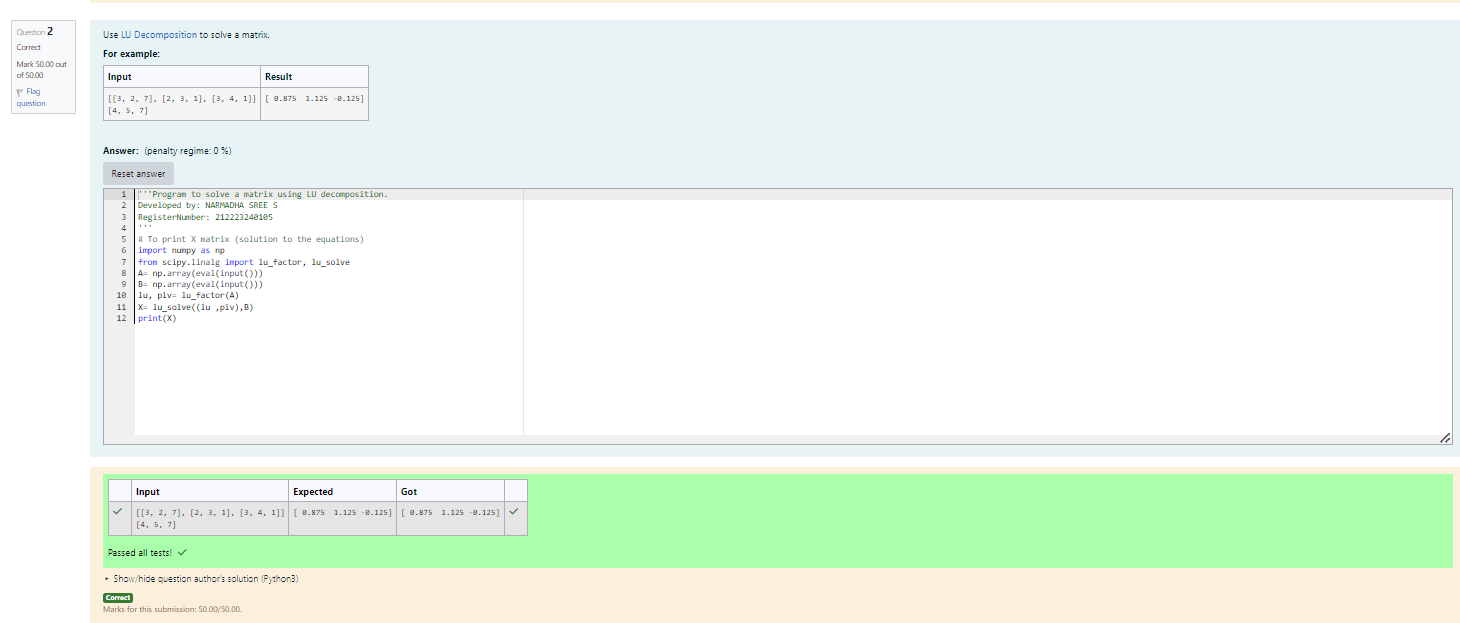 Question 2
Correct
Mark 50.00 out
of 50.00
Flag
question
Use LU Decomposition to solve a matrix.
For example:
Input Result
[[3, 2, 7], [2, 3, 1], [3, 4, 1]] [ 0.875  1.125 -0.125]
[4, 5, 7]
Answer: (penalty regime: 0 %)
Reset answer
1 '''Program to solve a matrix using LU decomposition.
2 Developed by: NARMADHA SREE S
3 RegisterNumber: 212223240105
4 '''
5 # To print X matrix (solution to the equations)
6 import numpy as np
7 from scipy.linalg import lu_factor, lu_solve
8 A= np.array(eval(input()))
9 B= np.array(eval(input()))
10 lu, piv= lu_factor(A)
11 X= lu_solve((lu ,piv),B)
12 print(X)
Input Expected Got
[[3, 2, 7], [2, 3, 1], [3, 4, 1]] [ 0.875  1.125 -0.125] [ 0.875  1.125 -0.125]
[4, 5, 7]
Passed all tests!
Show/hide question author's solution (Python3)
Correct
Marks for this submission: 50.00/50.00.